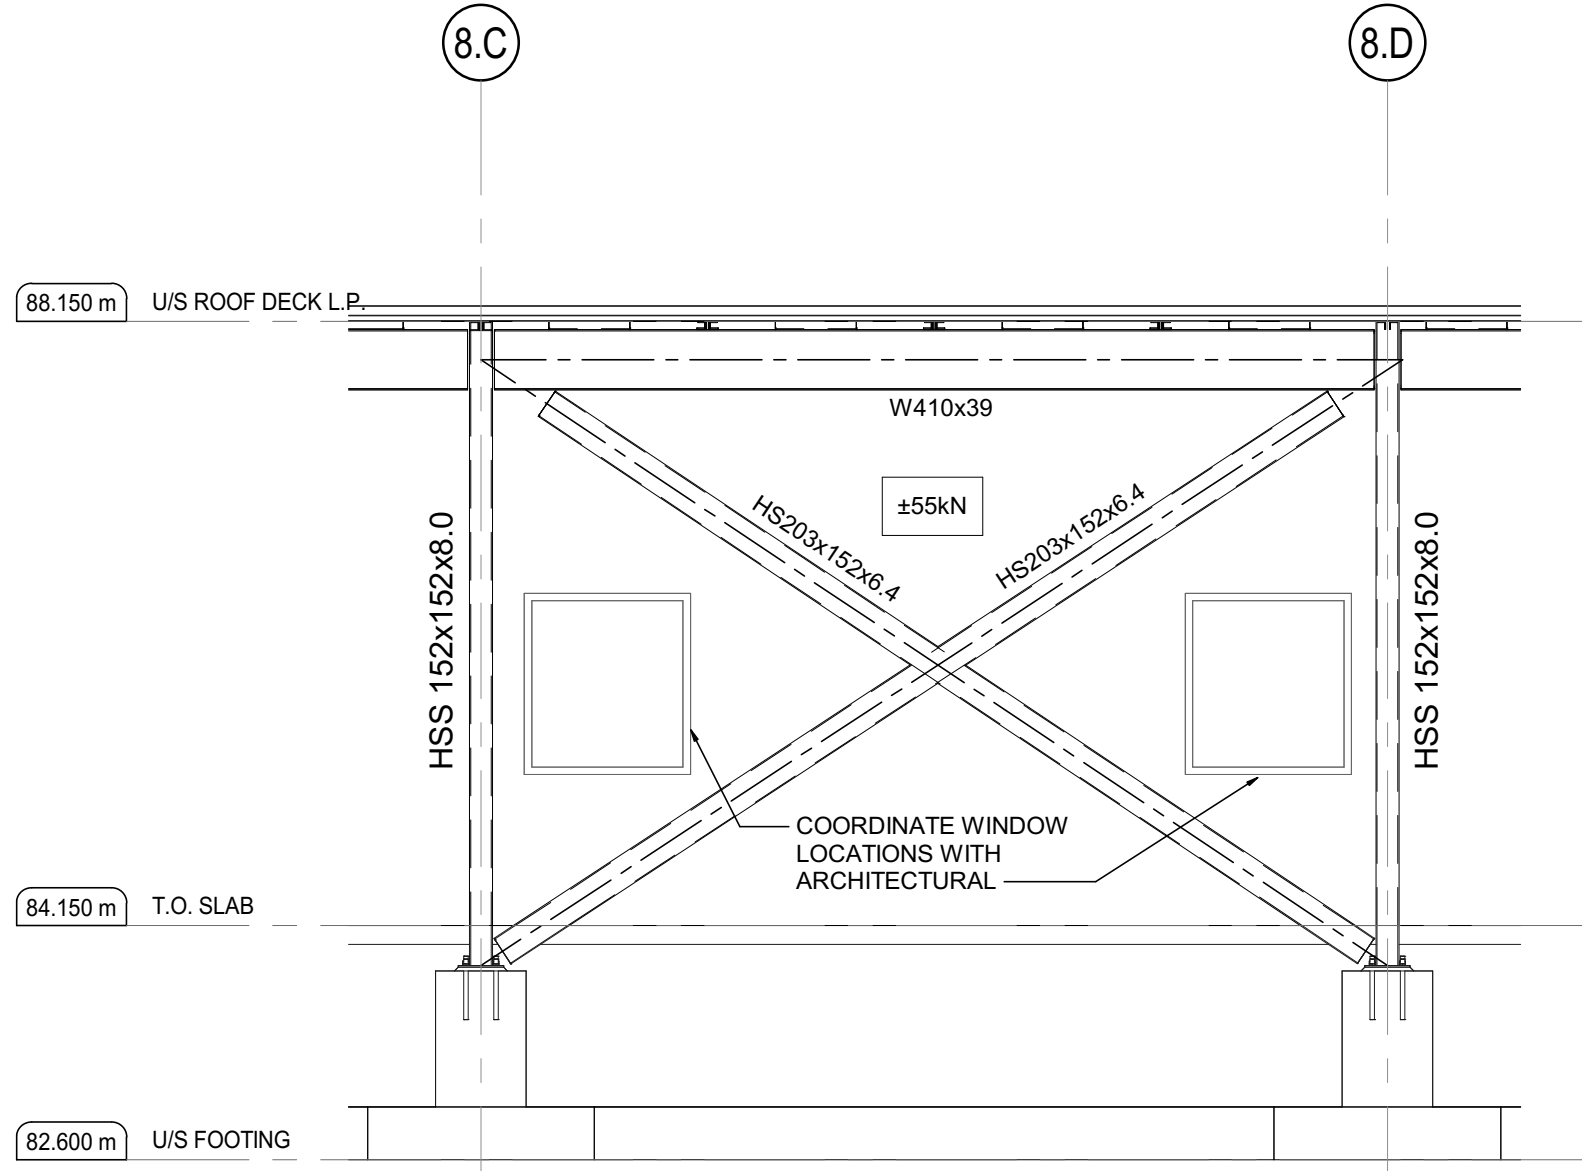 8.C
8.D
88.150 m
U/S ROOF DECK L.P.
W410x39
±55kN
HS203x152x6.4
HS203x152x6.4
HSS 152x152x8.0
HSS 152x152x8.0
COORDINATE WINDOW
LOCATIONS WITH
ARCHITECTURAL
84.150 m
T.O. SLAB
82.600 m
U/S FOOTING